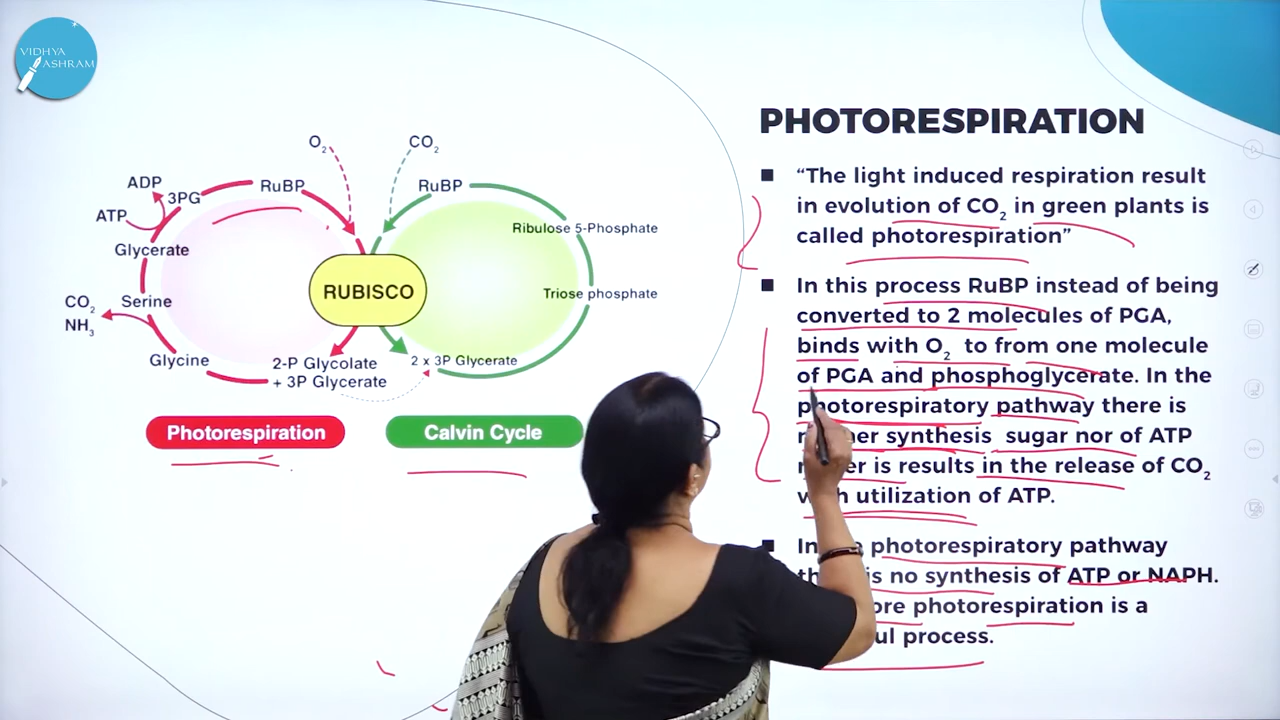 VIDHYA
ASHRAM
PHOTORESPIRATION
"The light induced respiration result
in evolution of CO2 in green plants is
called photorespiration"
In this process RuBP instead of being
converted to 2 molecules of PGA,
binds with O2 to from one molecule
of PGA and phosphoglycerate. In the
photorespiratory pathway there is
synthesis sugar nor of ATP
is results in the release of CO2
utilization of ATP.
photorespiratory pathway
is no synthesis of ATP or NAPH.
photorespiration is a
process.
O2
CO2
ADP
3PG
RuBP
RuBP
ATP
Ribulose 5-Phosphate
Glycerate
RUBISCO
Triose phosphate
CO2
Serine
NH3
Glycine
2-P Glycolate
+ 3P Glycerate
2 x 3P Glycerate
Photorespiration
Calvin Cycle